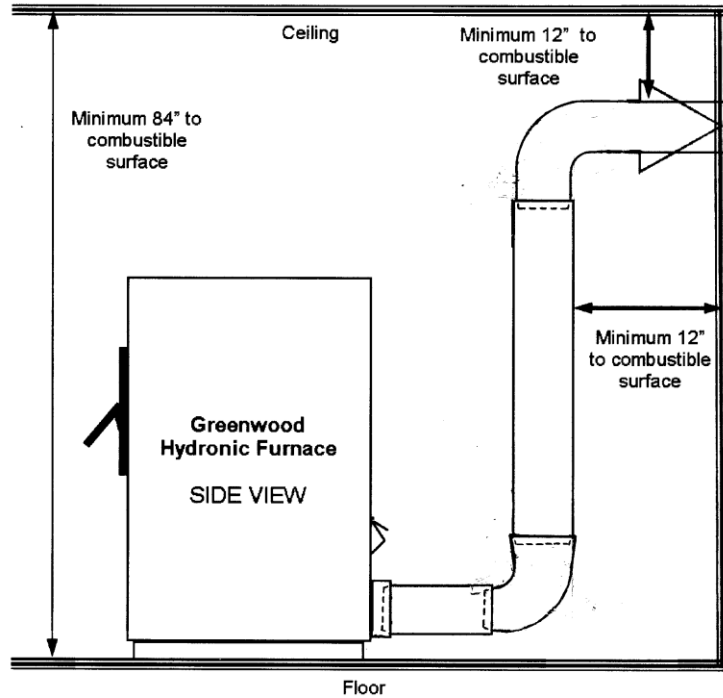 Ceiling
Minimum 12" to
combustible
surface
Minimum 84" to
combustible
surface
Minimum 12"
to combustible
surface
Greenwood
Hydronic Furnace
SIDE VIEW
Floor